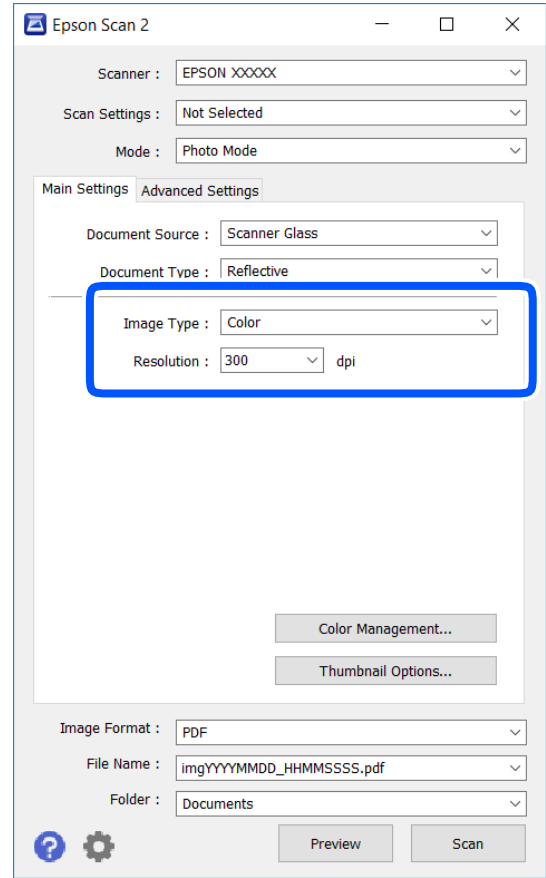 Epson Scan 2
Scanner : EPSON XXXXX
Scan Settings : Not Selected
Mode : Photo Mode
Main Settings Advanced Settings
Document Source : Scanner Glass
Document Type : Reflective
Image Type : Color
Resolution : 300 dpi
Color Management...
Thumbnail Options...
Image Format : PDF
File Name : imgYYYYMMDD_HHMMSSSS.pdf
Folder : Documents
? Preview Scan